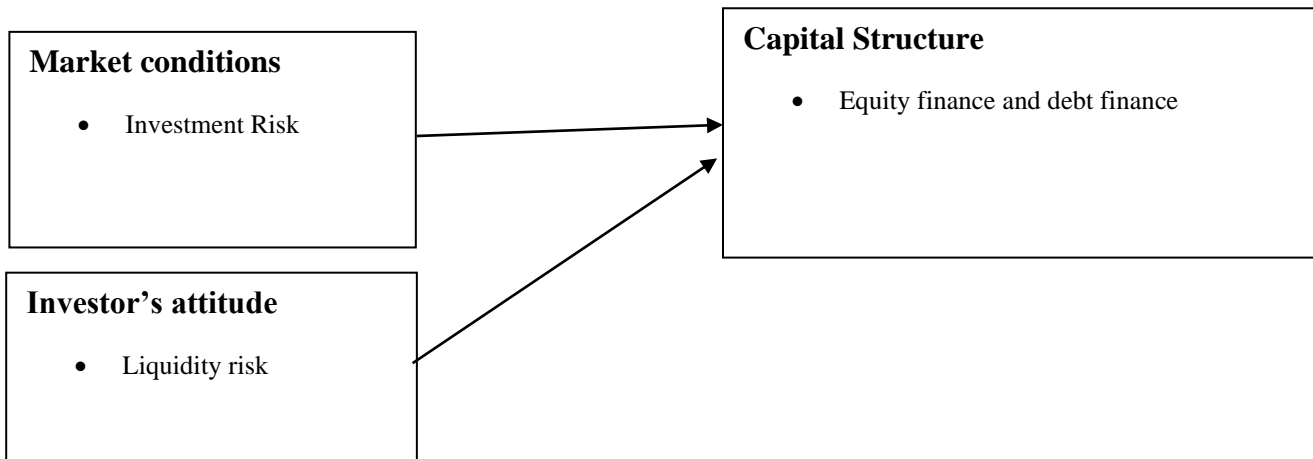 Market conditions
• Investment Risk
Investor's attitude
• Liquidity risk
Capital Structure
• Equity finance and debt finance